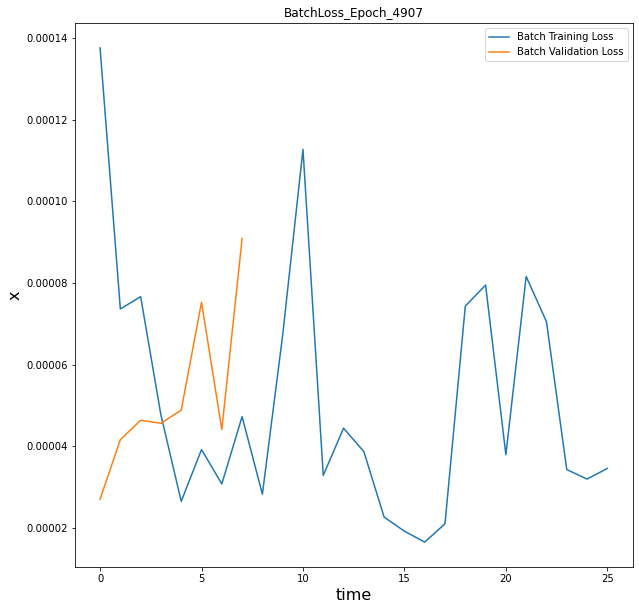 BatchLoss_Epoch_4907
Batch Training Loss
Batch Validation Loss
0.00014
0.00012
0.00010
0.00008
0.00006
0.00004
0.00002
x
0 5 10 15 20 25
time